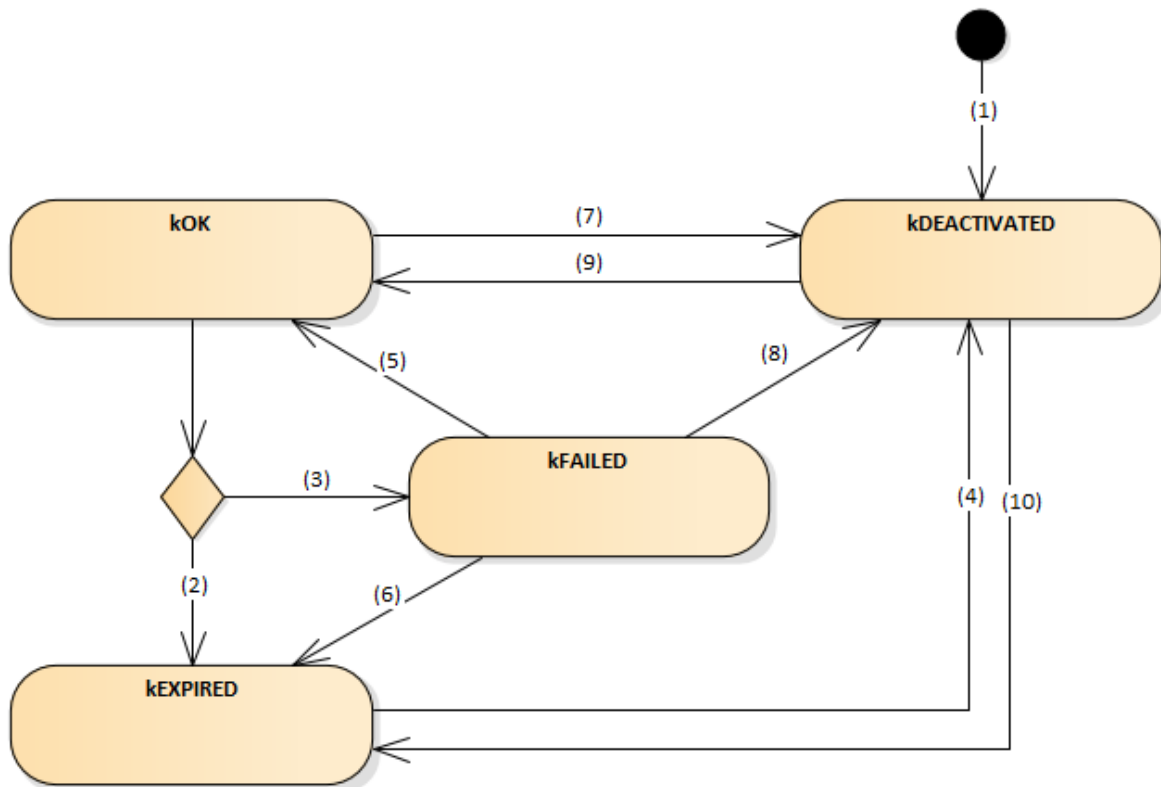 (1)
kOK
kDEACTIVATED
(7)
(9)
(5)
(8)
kFAILED
(3)
(4)
(10)
(2)
(6)
kEXPIRED